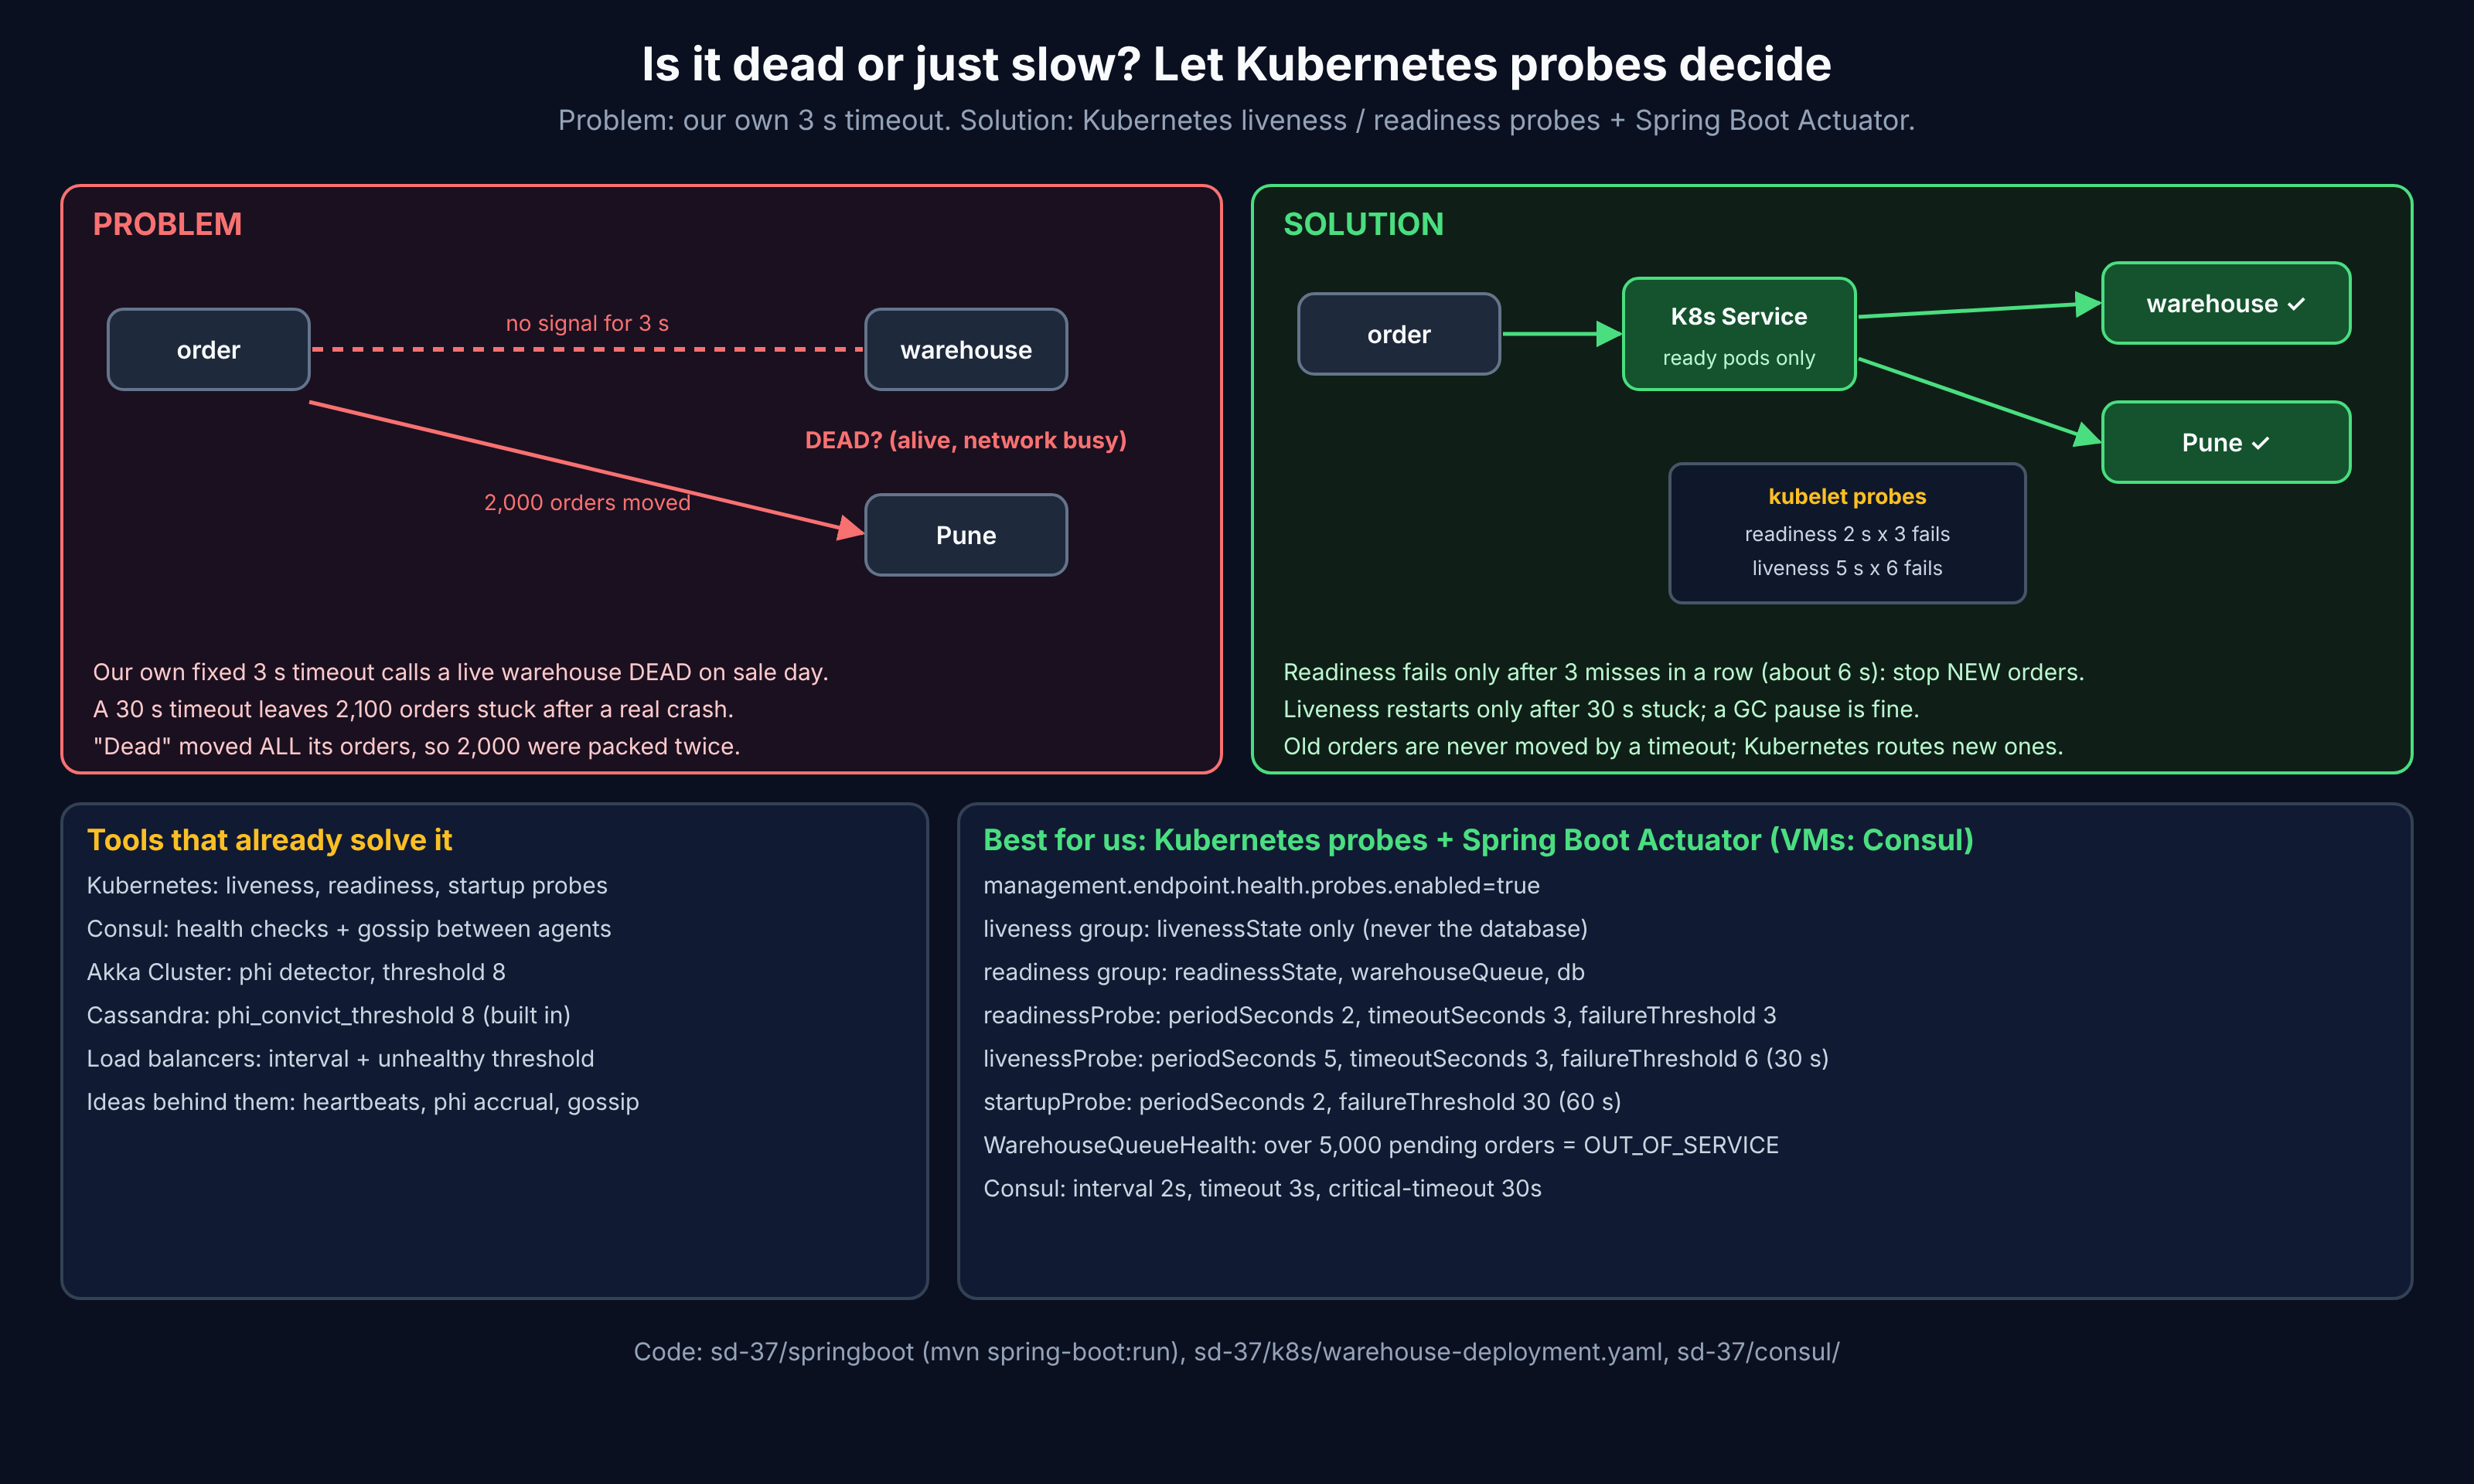 Is it dead or just slow? Let Kubernetes probes decide
Problem: our own 3 s timeout. Solution: Kubernetes liveness / readiness probes + Spring Boot Actuator.
PROBLEM
order
no signal for 3 s
warehouse
DEAD? (alive, network busy)
2,000 orders moved
Pune
Our own fixed 3 s timeout calls a live warehouse DEAD on sale day.
A 30 s timeout leaves 2,100 orders stuck after a real crash.
"Dead" moved ALL its orders, so 2,000 were packed twice.
SOLUTION
order
K8s Service
ready pods only
warehouse ✓
Pune ✓
kubelet probes
readiness 2 s x 3 fails
liveness 5 s x 6 fails
Readiness fails only after 3 misses in a row (about 6 s): stop NEW orders.
Liveness restarts only after 30 s stuck; a GC pause is fine.
Old orders are never moved by a timeout; Kubernetes routes new ones.
Tools that already solve it
Kubernetes: liveness, readiness, startup probes
Consul: health checks + gossip between agents
Akka Cluster: phi detector, threshold 8
Cassandra: phi_convict_threshold 8 (built in)
Load balancers: interval + unhealthy threshold
Ideas behind them: heartbeats, phi accrual, gossip
Best for us: Kubernetes probes + Spring Boot Actuator (VMs: Consul)
management.endpoint.health.probes.enabled=true
liveness group: livenessState only (never the database)
readiness group: readinessState, warehouseQueue, db
readinessProbe: periodSeconds 2, timeoutSeconds 3, failureThreshold 3
livenessProbe: periodSeconds 5, timeoutSeconds 3, failureThreshold 6 (30 s)
startupProbe: periodSeconds 2, failureThreshold 30 (60 s)
WarehouseQueueHealth: over 5,000 pending orders = OUT_OF_SERVICE
Consul: interval 2s, timeout 3s, critical-timeout 30s
Code: sd-37/springboot (mvn spring-boot:run), sd-37/k8s/warehouse-deployment.yaml, sd-37/consul/